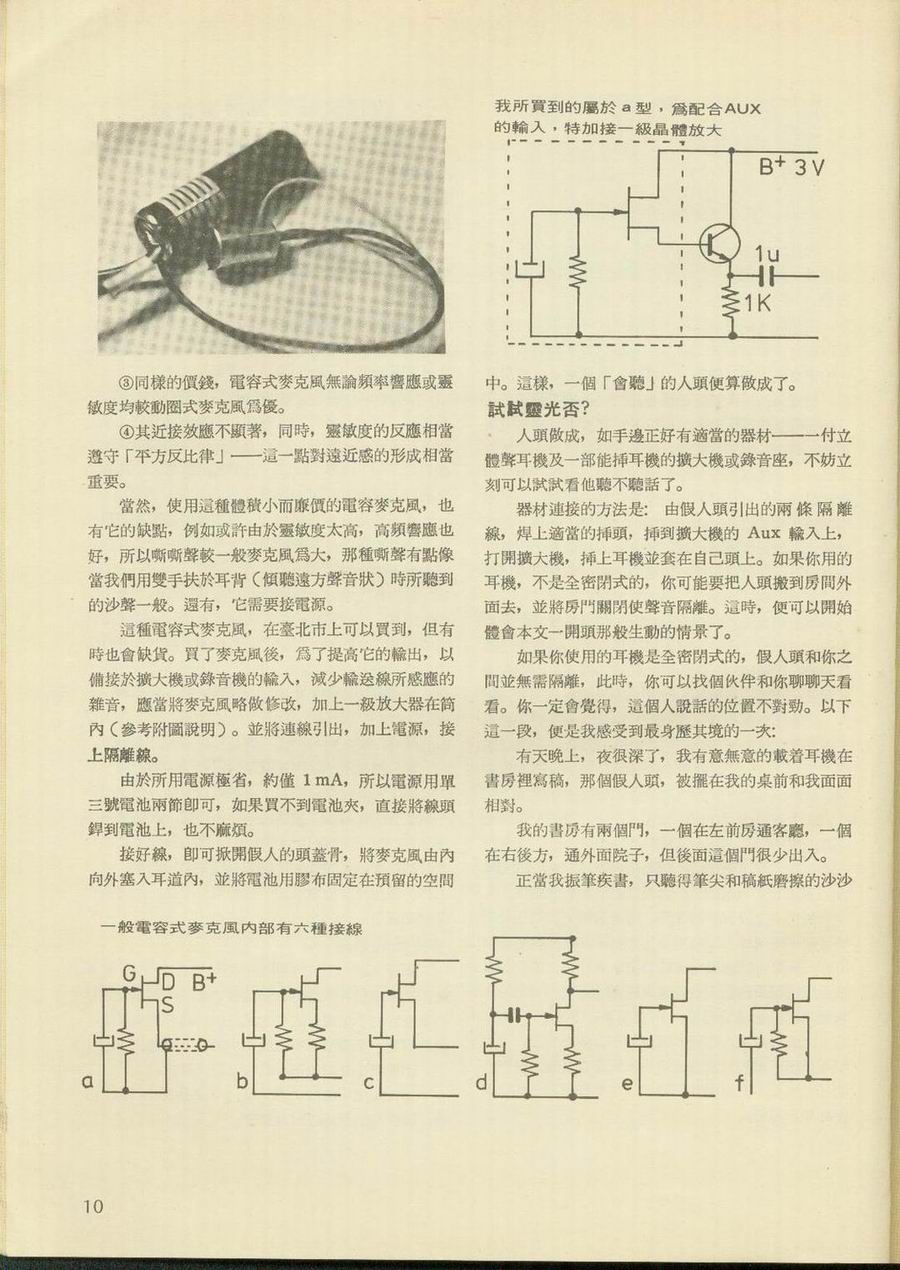 我所買到的屬於a型，爲配合AUX
的輸入，特加接一級晶體放大
B+ 3V
1u
1K
③同樣的價錢，電容式麥克風無論頻率響應或靈
敏度均較動圈式麥克風爲優。
④其近接效應不顯著，同時，靈敏度的反應相當
遵守「平方反比律」──這一點對遠近感的形成相當
重要。
當然，使用這種體積小而廉價的電容麥克風，也
有它的缺點，例如或許由於靈敏度太高，高頻響應也
好，所以嘶嘶聲較一般麥克風爲大，那種嘶聲有點像
當我們用雙手扶於耳背（傾聽遠方聲音狀）時所聽到
的沙聲一般。還有，它需要接電源。
這種電容式麥克風，在臺北市上可以買到，但有
時也會缺貨。買了麥克風後，爲了提高它的輸出，以
備接於擴大機或錄音機的輸入，減少輸送線所感應的
雜音，應當將麥克風略做修改，加上一級放大器在筒
內（參考附圖說明）。並將連線引出，加上電源，接
上隔離線。
由於所用電源極省，約僅 1 mA，所以電源用單
三號電池兩節卽可，如果買不到電池夾，直接將線頭
銲到電池上，也不麻煩。
接好線，卽可掀開假人的頭蓋骨，將麥克風由內
向外塞入耳道內，並將電池用膠布固定在預留的空間
中。這樣，一個「會聽」的人頭便算做成了。
試試靈光否？
人頭做成，如手邊正好有適當的器材──一付立
體聲耳機及一部能揷耳機的擴大機或錄音座，不妨立
刻可以試試看他聽不聽話了。
器材連接的方法是：由假人頭引出的兩條隔離
線，焊上適當的揷頭，揷到擴大機的 Aux 輸入上，
打開擴大機，揷上耳機並套在自己頭上。如果你用的
耳機，不是全密閉式的，你可能要把人頭搬到房間外
面去，並將房門關閉使聲音隔離。這時，便可以開始
體會本文一開頭那般生動的情景了。
如果你使用的耳機是全密閉式的，假人頭和你之
間並無需隔離，此時，你可以找個伙伴和你聊聊天看
看。你一定會覺得，這個人說話的位置不對勁。以下
這一段，便是我感受到最身歷其境的一次：
有天晚上，夜很深了，我有意無意的載着耳機在
書房裡寫稿，那個假人頭，被擺在我的桌前和我面面
相對。
我的書房有兩個門，一個在左前房通客廳，一個
在右後方，通外面院子，但後面這個門很少出入。
正當我振筆疾書，只聽得筆尖和稿紙磨擦的沙沙
一般電容式麥克風內部有六種接線
G D B+
S
a b c d e f
10